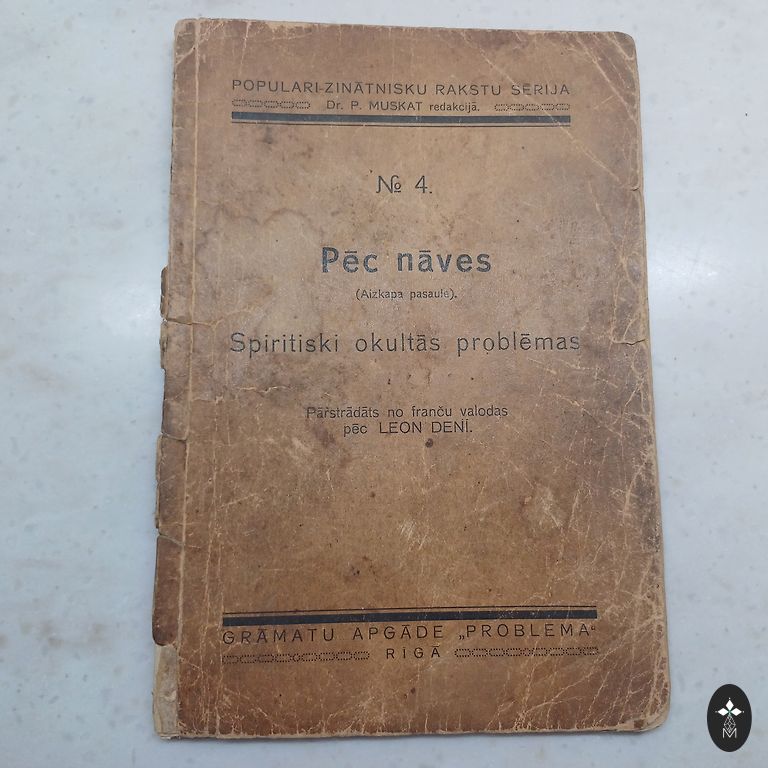 POPULARI-ZINĀTNISKU RAKSTU SERIJA
Dr. P. MUSKAT redakcijā.
№ 4.
Pēc nāves
(Aizkapa pasaule).
Spiritiski okultās problēmas
Pārstrādāts no franču valodas
pēc LEON DENI.
GRĀMATU APGĀDE „PROBLEMA“
RĪGĀ
M